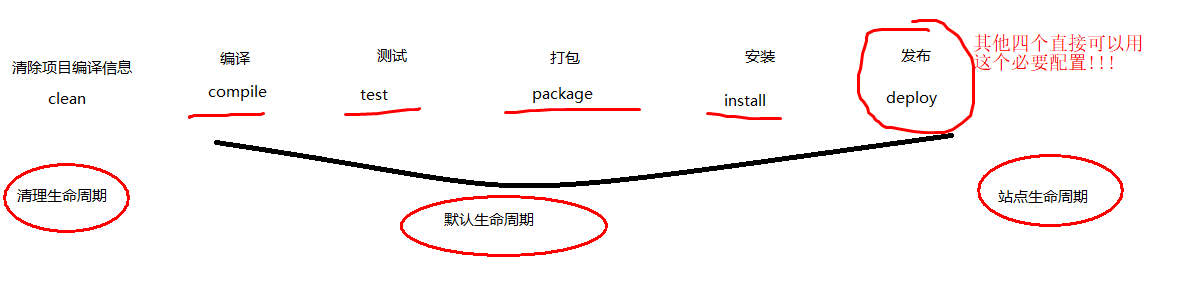 清除项目编译信息
clean
编译
compile
测试
test
打包
package
安装
install
发布
deploy
其他四个直接可以用
这个必要配置!!!
清理生命周期
默认生命周期
站点生命周期